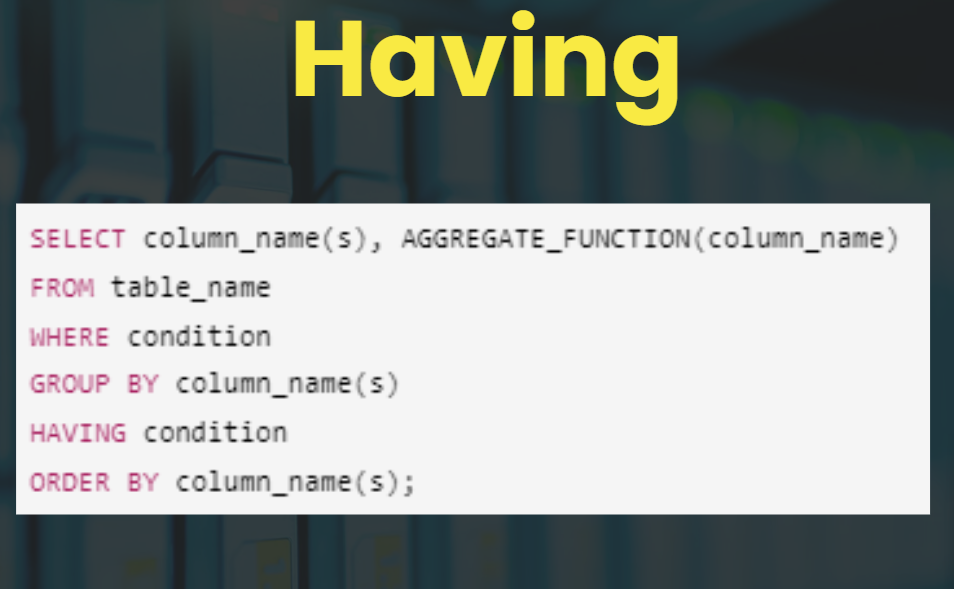 Having
SELECT column_name(s), AGGREGATE_FUNCTION(column_name)
FROM table_name
WHERE condition
GROUP BY column_name(s)
HAVING condition
ORDER BY column_name(s);